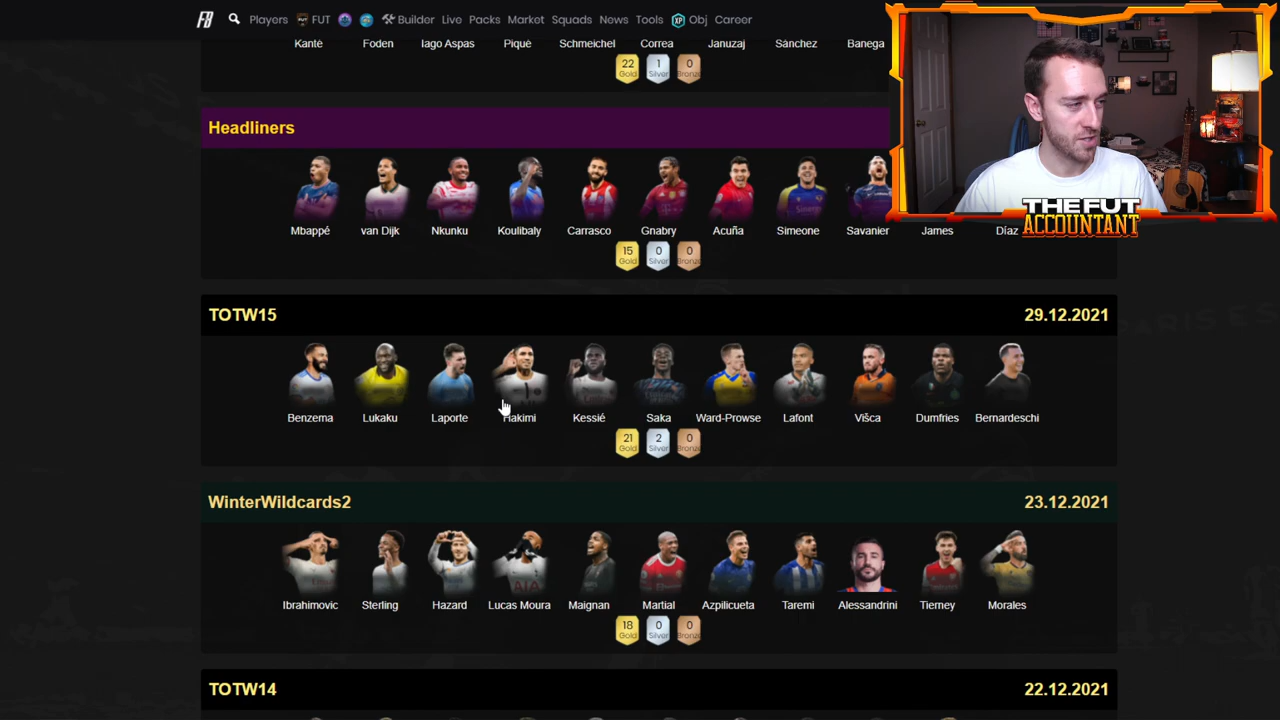 FB Players FUT Builder Live Packs Market Squads News Tools XP Obj Career
Kanté Foden Iago Aspas Piqué Schmeichel Correa Januzaj Sánchez Banega
22 1 0
Gold Silver Bronze
Headliners
Mbappé van Dijk Nkunku Koulibaly Carrasco Gnabry Acuña Simeone Savanier James Díaz
15 0 0
Gold Silver Bronze
THE FUT
ACCOUNTANT
TOTW15 29.12.2021
Benzema Lukaku Laporte Hakimi Kessié Saka Ward-Prowse Lafont Višca Dumfries Bernardeschi
21 2 0
Gold Silver Bronze
WinterWildcards2 23.12.2021
Ibrahimovic Sterling Hazard Lucas Moura Maignan Martial Azpilicueta Taremi Alessandrini Tierney Morales
18 0 0
Gold Silver Bronze
TOTW14 22.12.2021